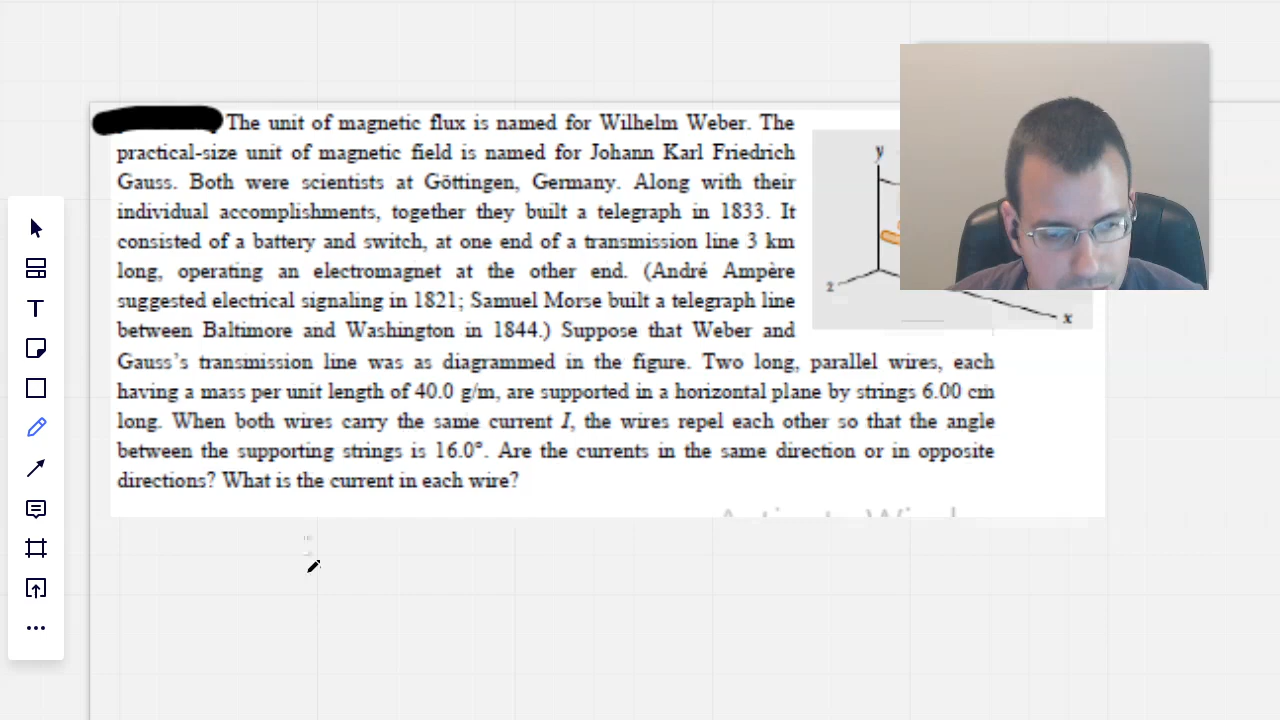 The unit of magnetic flux is named for Wilhelm Weber. The
practical-size unit of magnetic field is named for Johann Karl Friedrich
Gauss. Both were scientists at Göttingen, Germany. Along with their
individual accomplishments, together they built a telegraph in 1833. It
consisted of a battery and switch, at one end of a transmission line 3 km
long, operating an electromagnet at the other end. (André Ampère
suggested electrical signaling in 1821; Samuel Morse built a telegraph line
between Baltimore and Washington in 1844.) Suppose that Weber and
Gauss's transmission line was as diagrammed in the figure. Two long, parallel wires, each
having a mass per unit length of 40.0 g/m, are supported in a horizontal plane by strings 6.00 cm
long. When both wires carry the same current I, the wires repel each other so that the angle
between the supporting strings is 16.0°. Are the currents in the same direction or in opposite
directions? What is the current in each wire?
y
z
x
T